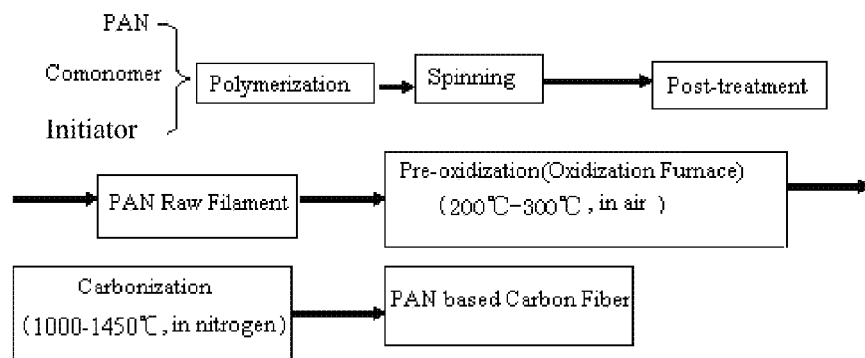 PAN
Comonomer
Initiator
Polymerization
Spinning
Post-treatment
PAN Raw Filament
Pre-oxidization(Oxidization Furnace)
(200℃-300℃, in air )
Carbonization
(1000-1450℃, in nitrogen)
PAN based Carbon Fiber